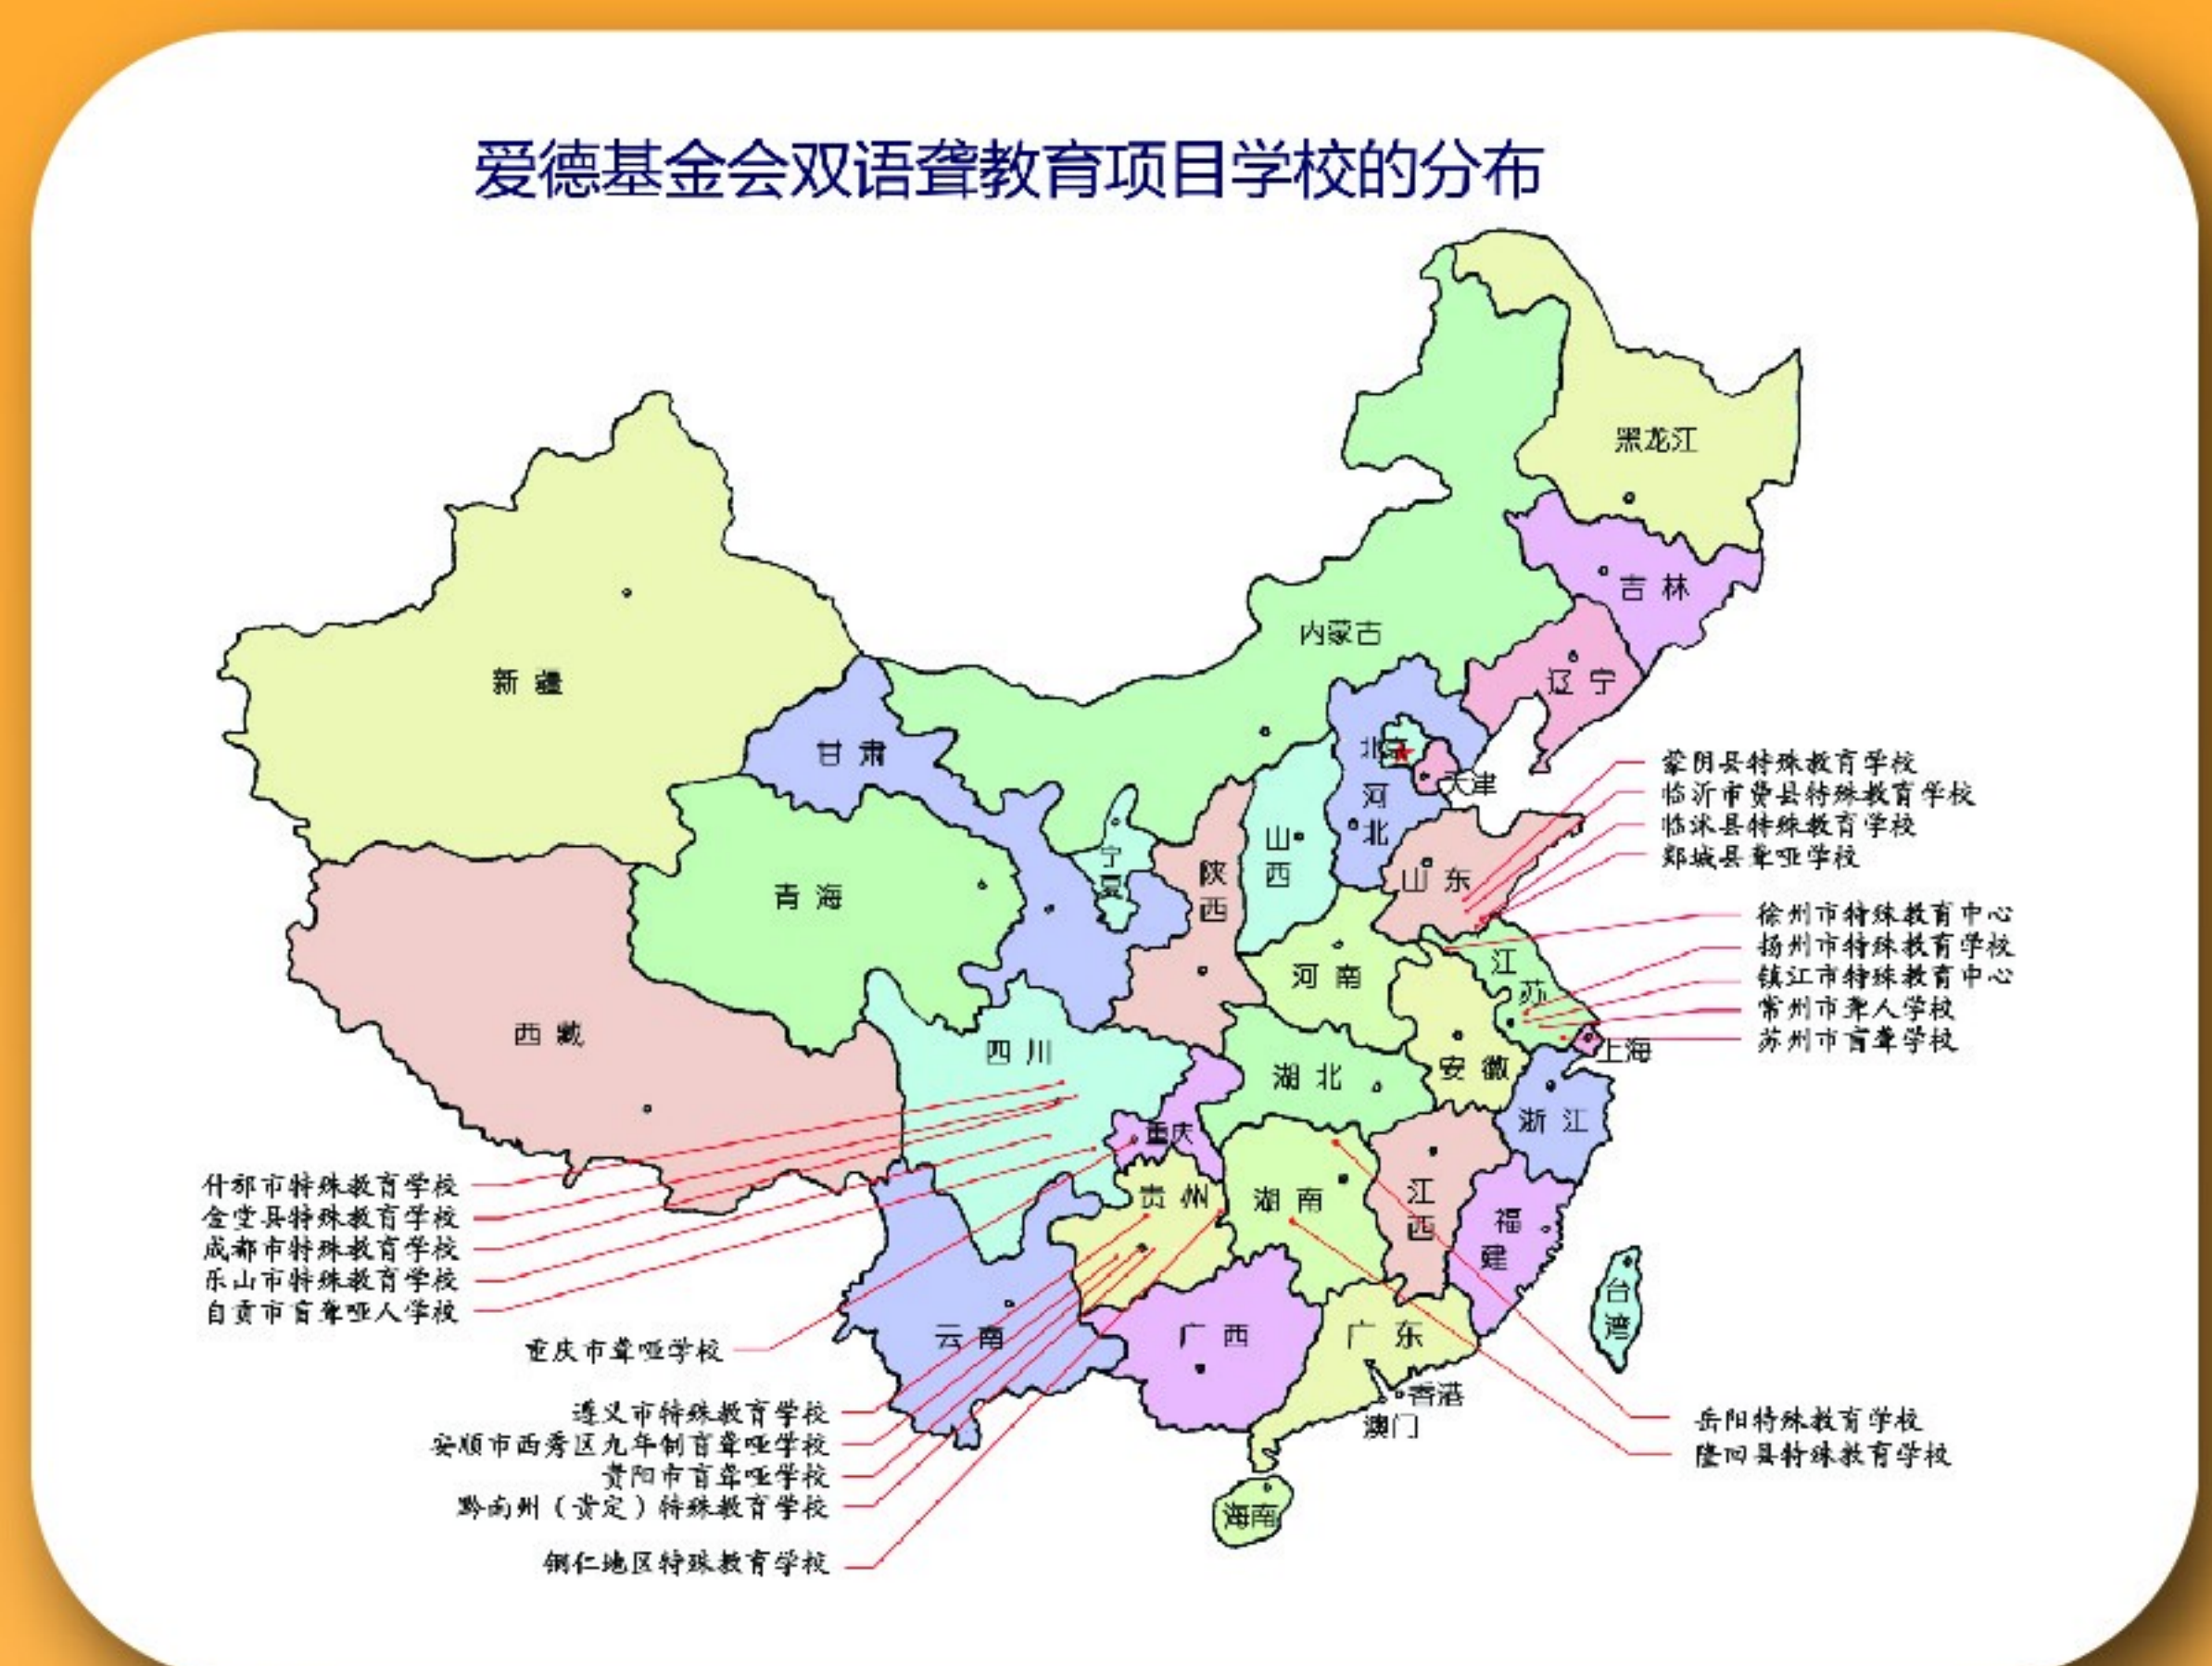 爱德基金会双语聋教育项目学校的分布
黑龙江
吉林
内蒙古
辽宁
新疆
甘肃
北京
天津
河北
山西
宁夏
陕西
青海
山东
蒙阴县特殊教育学校
临沂市费县特殊教育学校
临沭县特殊教育学校
郯城县聋哑学校
徐州市特殊教育中心
扬州市特殊教育学校
镇江市特殊教育中心
常州市聋人学校
苏州市盲聋学校
江苏
河南
西藏
四川
上海
安徽
湖北
浙江
重庆
贵州
湖南
江西
福建
台湾
什邡市特殊教育学校
金堂县特殊教育学校
成都市特殊教育学校
乐山市特殊教育学校
自贡市盲聋哑人学校
重庆市聋哑学校
云南
广西
广东
香港
澳门
遵义市特殊教育学校
安顺市西秀区九年制盲聋哑学校
贵阳市盲聋哑学校
黔南州（贵定）特殊教育学校
铜仁地区特殊教育学校
岳阳特殊教育学校
隆回县特殊教育学校
海南